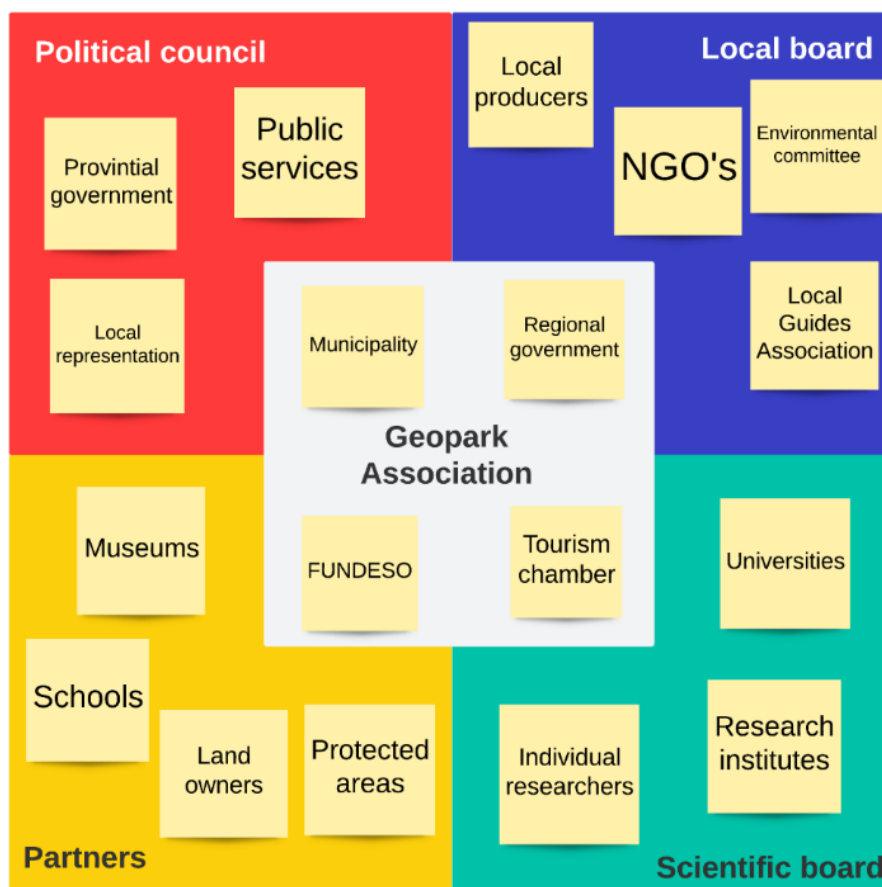 Political council
Provintial
government
Public
services
Local
representation
Local board
Local
producers
NGO's
Environmental
committee
Local
Guides
Association
Municipality
Regional
government
Geopark
Association
FUNDESO
Tourism
chamber
Museums
Schools
Land
owners
Protected
areas
Partners
Universities
Individual
researchers
Research
institutes
Scientific board